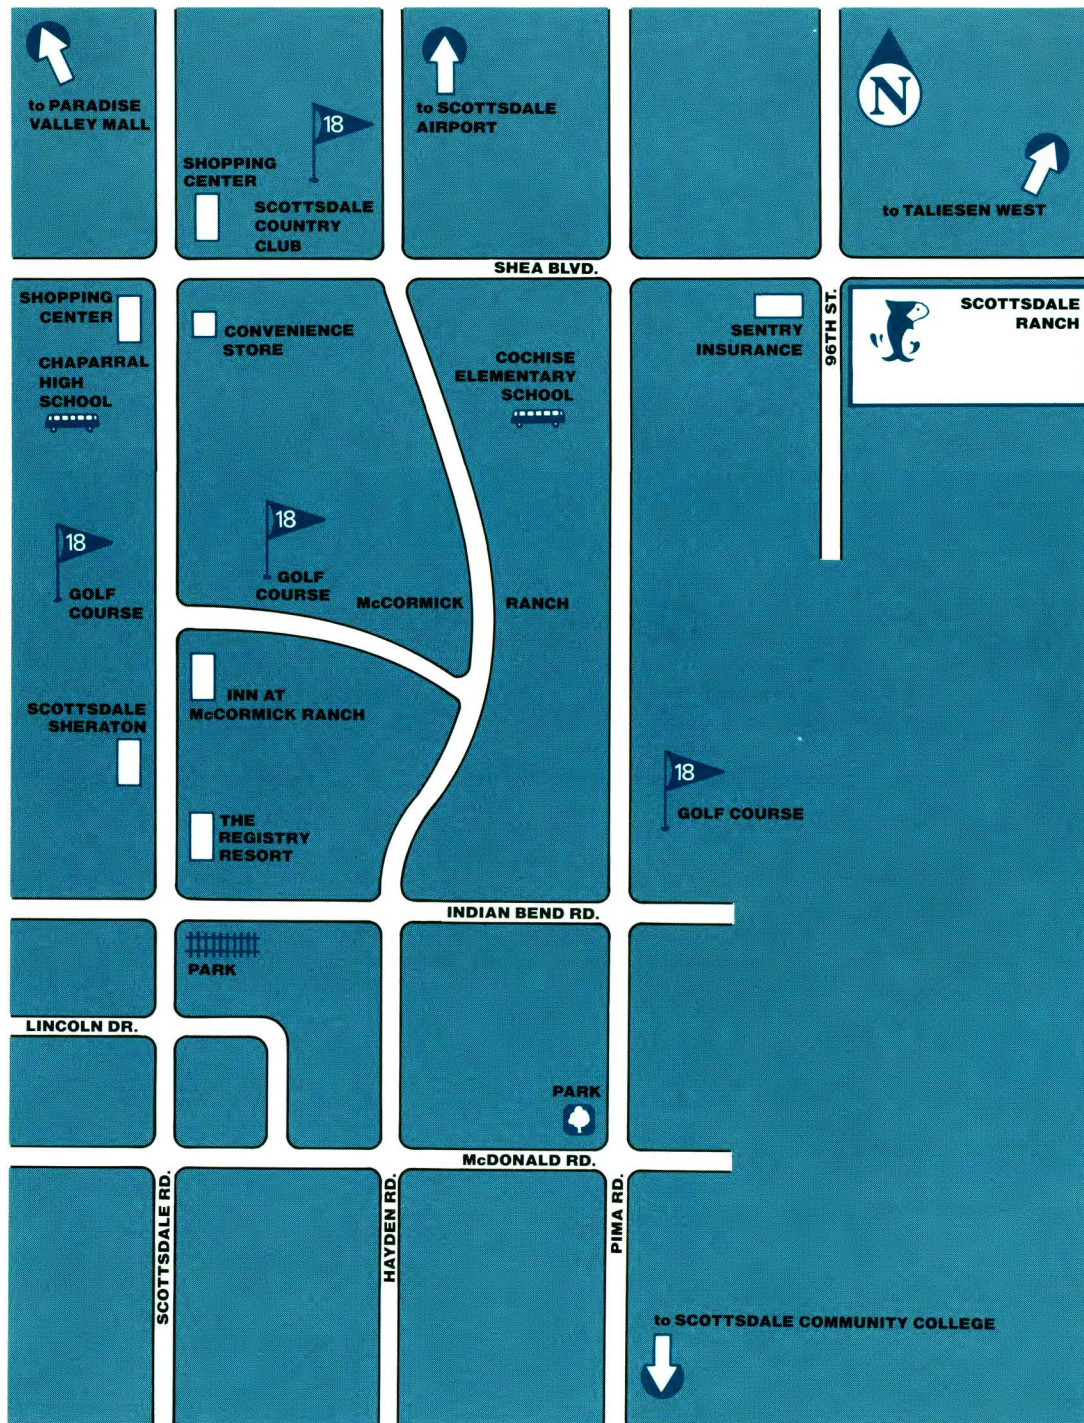 to PARADISE
VALLEY MALL
to SCOTTSDALE
AIRPORT
N
18
SHOPPING
CENTER
SCOTTSDALE
COUNTRY
CLUB
to TALIESEN WEST
SHEA BLVD.
SHOPPING
CENTER
CONVENIENCE
STORE
SENTRY
INSURANCE
96TH ST.
SCOTTSDALE
RANCH
CHAPARRAL
HIGH
SCHOOL
COCHISE
ELEMENTARY
SCHOOL
18
GOLF
COURSE
18
GOLF
COURSE
McCORMICK RANCH
INN AT
McCORMICK RANCH
SCOTTSDALE
SHERATON
18
GOLF COURSE
THE
REGISTRY
RESORT
INDIAN BEND RD.
PARK
LINCOLN DR.
PARK
McDONALD RD.
SCOTTSDALE RD.
HAYDEN RD.
PIMA RD.
to SCOTTSDALE COMMUNITY COLLEGE